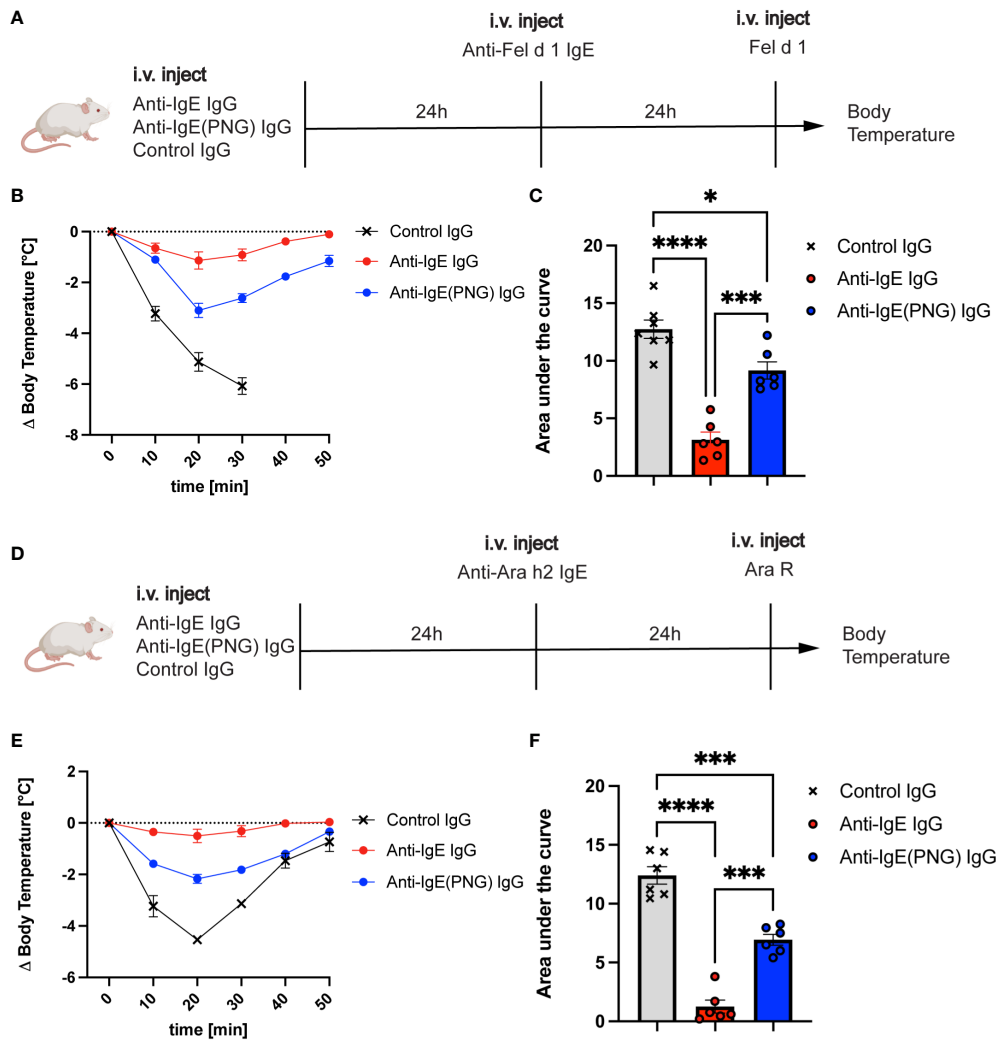 A
i.v. inject
Anti-Fel d 1 IgE
i.v. inject
Fel d 1
i.v. inject
Anti-IgE IgG
Anti-IgE(PNG) IgG
Control IgG
24h
24h
Body
Temperature
B
Δ Body Temperature [°C]
0
-2
-4
-6
-8
0
10
20
30
40
50
time [min]
Control IgG
Anti-IgE IgG
Anti-IgE(PNG) IgG
C
Area under the curve
20
15
10
5
0
*
****
***
Control IgG
Anti-IgE IgG
Anti-IgE(PNG) IgG
D
i.v. inject
Anti-Ara h2 IgE
i.v. inject
Ara R
i.v. inject
Anti-IgE IgG
Anti-IgE(PNG) IgG
Control IgG
24h
24h
Body
Temperature
E
Δ Body Temperature [°C]
2
0
-2
-4
-6
0
10
20
30
40
50
time [min]
Control IgG
Anti-IgE IgG
Anti-IgE(PNG) IgG
F
Area under the curve
20
15
10
5
0
***
****
***
Control IgG
Anti-IgE IgG
Anti-IgE(PNG) IgG